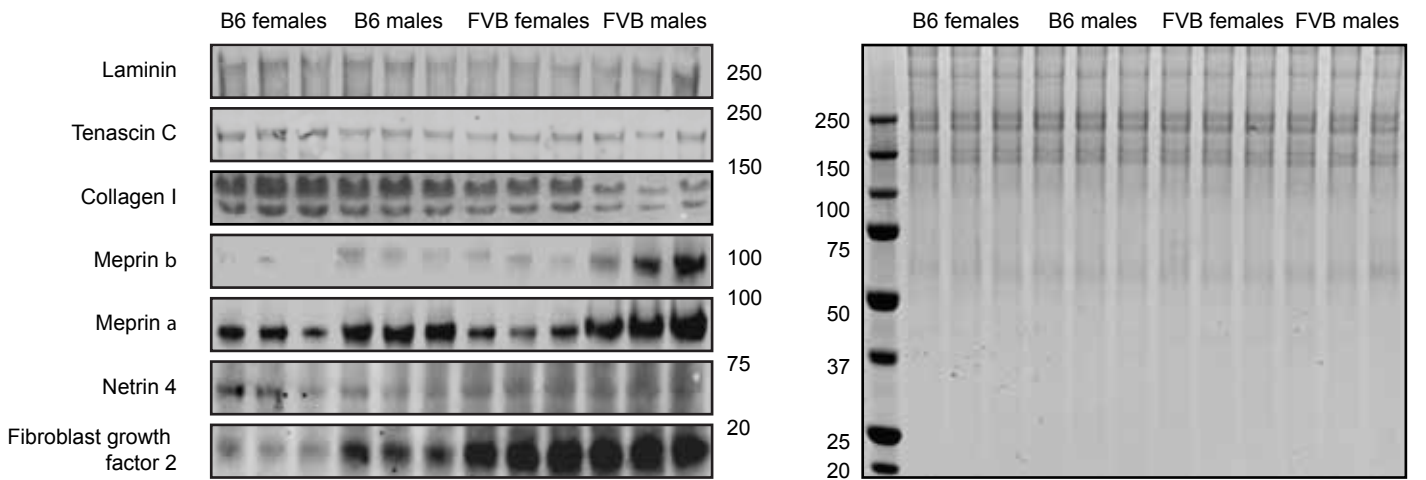 B6 females B6 males FVB females FVB males
Laminin
250
Tenascin C
250
Collagen I
150
Meprin b
100
Meprin a
100
Netrin 4
75
Fibroblast growth
factor 2
20
B6 females B6 males FVB females FVB males
250
150
100
75
50
37
25
20